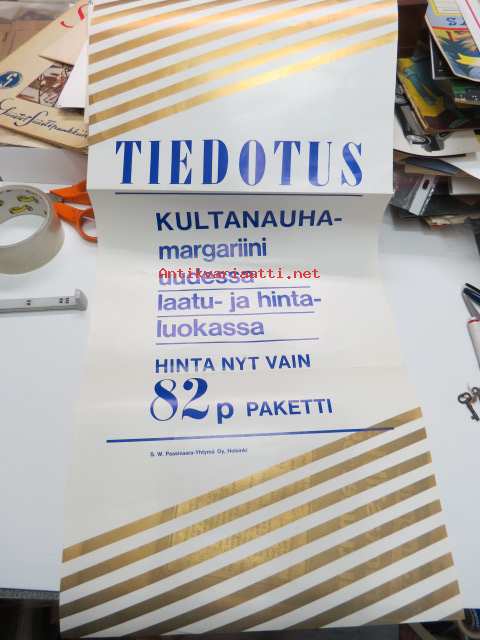 TIEDOTUS
KULTANAUHA-
margariini
uudessa
Antikvariaatti.net
laatu- ja hinta-
luokassa
HINTA NYT VAIN
82 p PAKETTI
S. W. Paasivaara-Yhtymä Oy, Helsinki